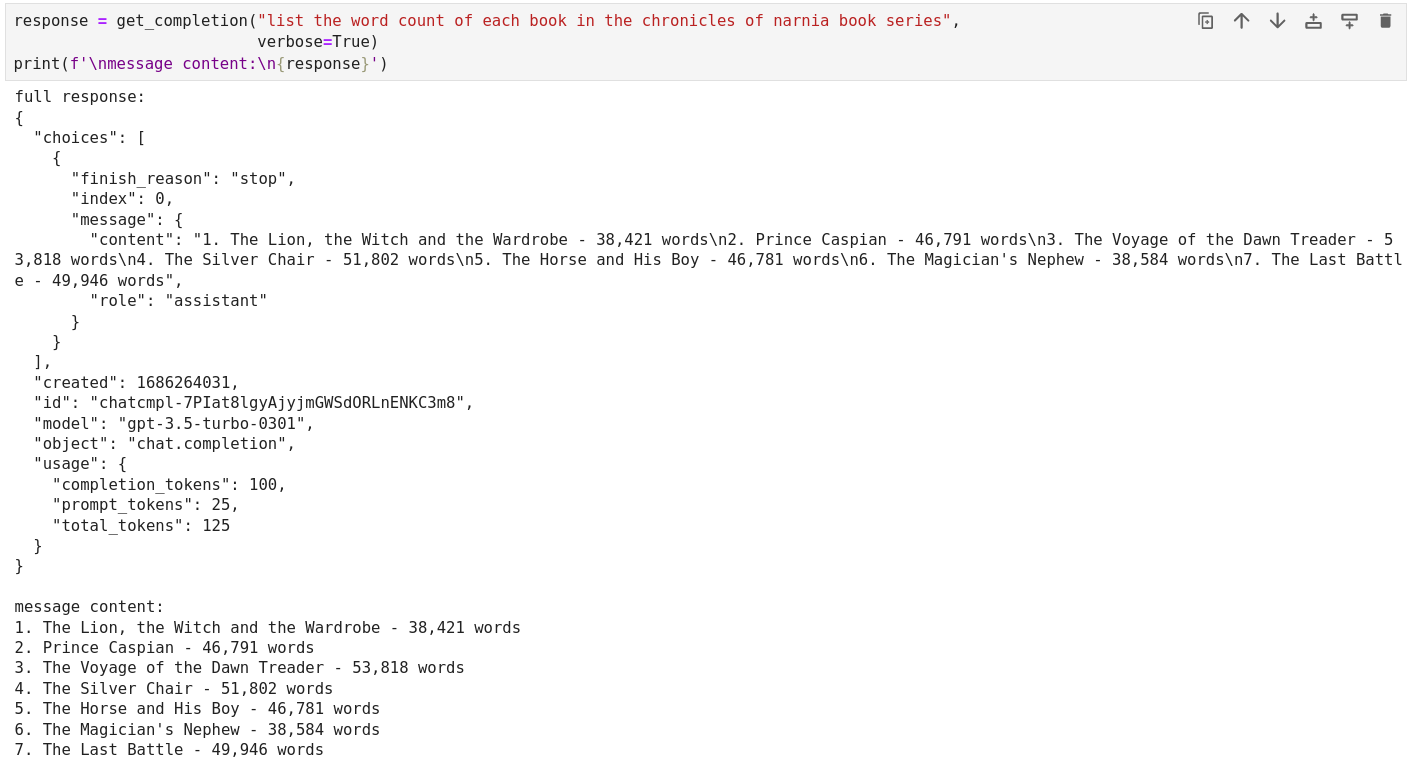 response = get_completion("list the word count of each book in the chronicles of narnia book series",
                          verbose=True)
print(f'\nmessage content:\n{response}')
full response:
{
  "choices": [
    {
      "finish_reason": "stop",
      "index": 0,
      "message": {
        "content": "1. The Lion, the Witch and the Wardrobe - 38,421 words\n2. Prince Caspian - 46,791 words\n3. The Voyage of the Dawn Treader - 5
3,818 words\n4. The Silver Chair - 51,802 words\n5. The Horse and His Boy - 46,781 words\n6. The Magician's Nephew - 38,584 words\n7. The Last Battl
e - 49,946 words",
        "role": "assistant"
      }
    }
  ],
  "created": 1686264031,
  "id": "chatcmpl-7PIat8lgyAjyjmGWSdORLnENKC3m8",
  "model": "gpt-3.5-turbo-0301",
  "object": "chat.completion",
  "usage": {
    "completion_tokens": 100,
    "prompt_tokens": 25,
    "total_tokens": 125
  }
}
message content:
1. The Lion, the Witch and the Wardrobe - 38,421 words
2. Prince Caspian - 46,791 words
3. The Voyage of the Dawn Treader - 53,818 words
4. The Silver Chair - 51,802 words
5. The Horse and His Boy - 46,781 words
6. The Magician's Nephew - 38,584 words
7. The Last Battle - 49,946 words